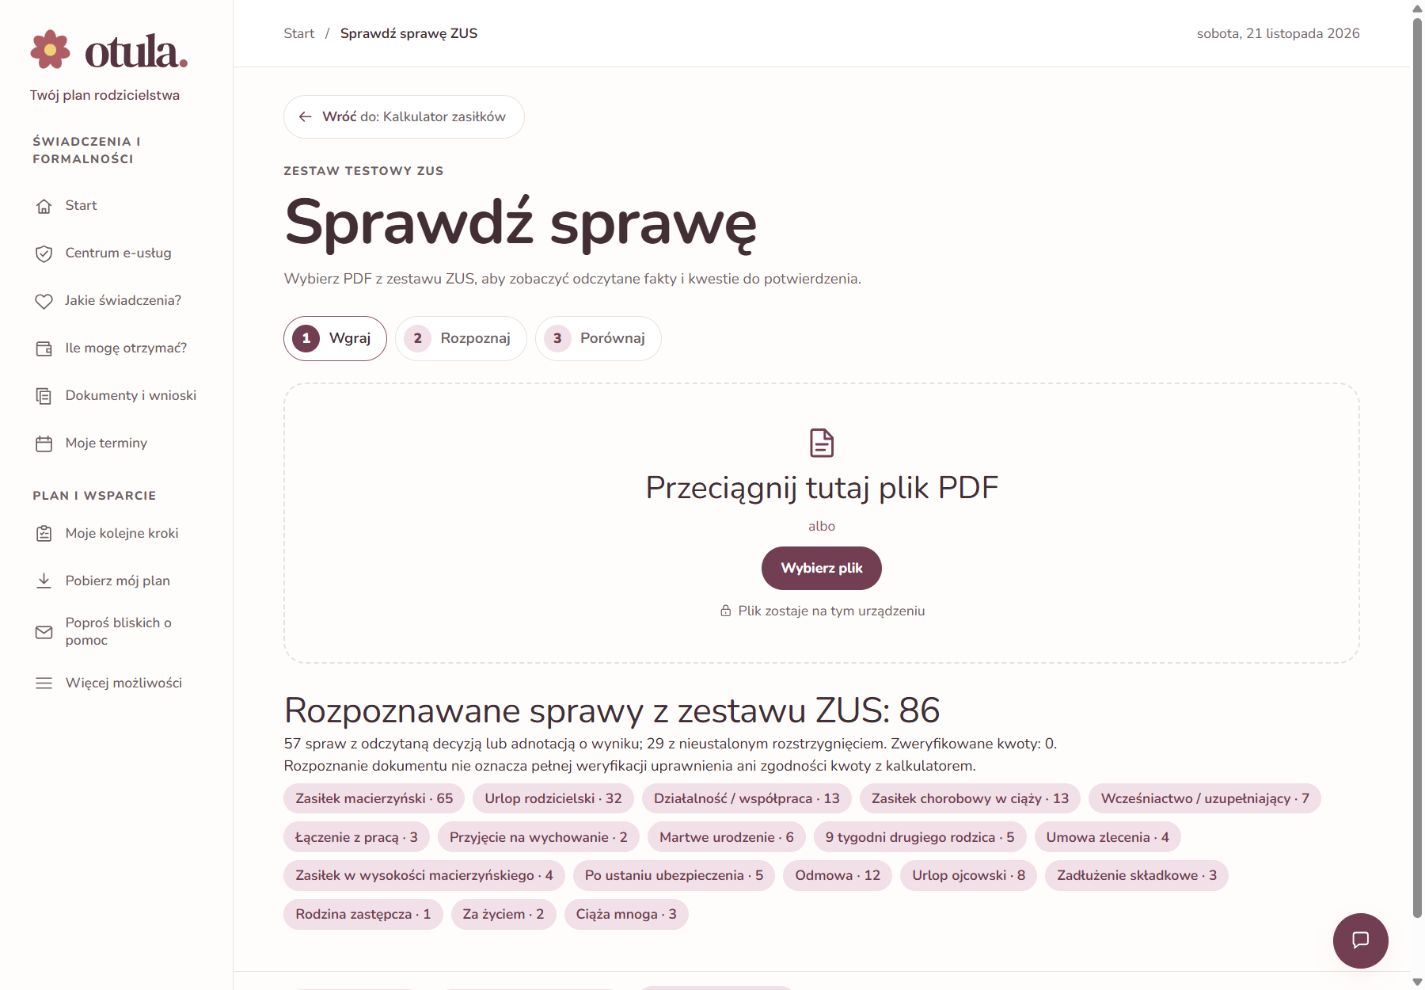 otula.
Twój plan rodzicielstwa
ŚWIADCZENIA I
FORMALNOŚCI
Start
Centrum e-usług
Jakie świadczenia?
Ile mogę otrzymać?
Dokumenty i wnioski
Moje terminy
PLAN I WSPARCIE
Moje kolejne kroki
Pobierz mój plan
Poproś bliskich o
pomoc
Więcej możliwości
Start / Sprawdź sprawę ZUS
sobota, 21 listopada 2026
← Wróć do: Kalkulator zasiłków
ZESTAW TESTOWY ZUS
Sprawdź sprawę
Wybierz PDF z zestawu ZUS, aby zobaczyć odczytane fakty i kwestie do potwierdzenia.
1 Wgraj 2 Rozpoznaj 3 Porównaj
Przeciągnij tutaj plik PDF
albo
Wybierz plik
Plik zostaje na tym urządzeniu
Rozpoznawane sprawy z zestawu ZUS: 86
57 spraw z odczytaną decyzją lub adnotacją o wyniku; 29 z nieustalonym rozstrzygnięciem. Zweryfikowane kwoty: 0.
Rozpoznanie dokumentu nie oznacza pełnej weryfikacji uprawnienia ani zgodności kwoty z kalkulatorem.
Zasiłek macierzyński · 65 Urlop rodzicielski · 32 Działalność / współpraca · 13 Zasiłek chorobowy w ciąży · 13 Wcześniactwo / uzupełniający · 7
Łączenie z pracą · 3 Przyjęcie na wychowanie · 2 Martwe urodzenie · 6 9 tygodni drugiego rodzica · 5 Umowa zlecenia · 4
Zasiłek w wysokości macierzyńskiego · 4 Po ustaniu ubezpieczenia · 5 Odmowa · 12 Urlop ojcowski · 8 Zadłużenie składkowe · 3
Rodzina zastępcza · 1 Za życiem · 2 Ciąża mnoga · 3